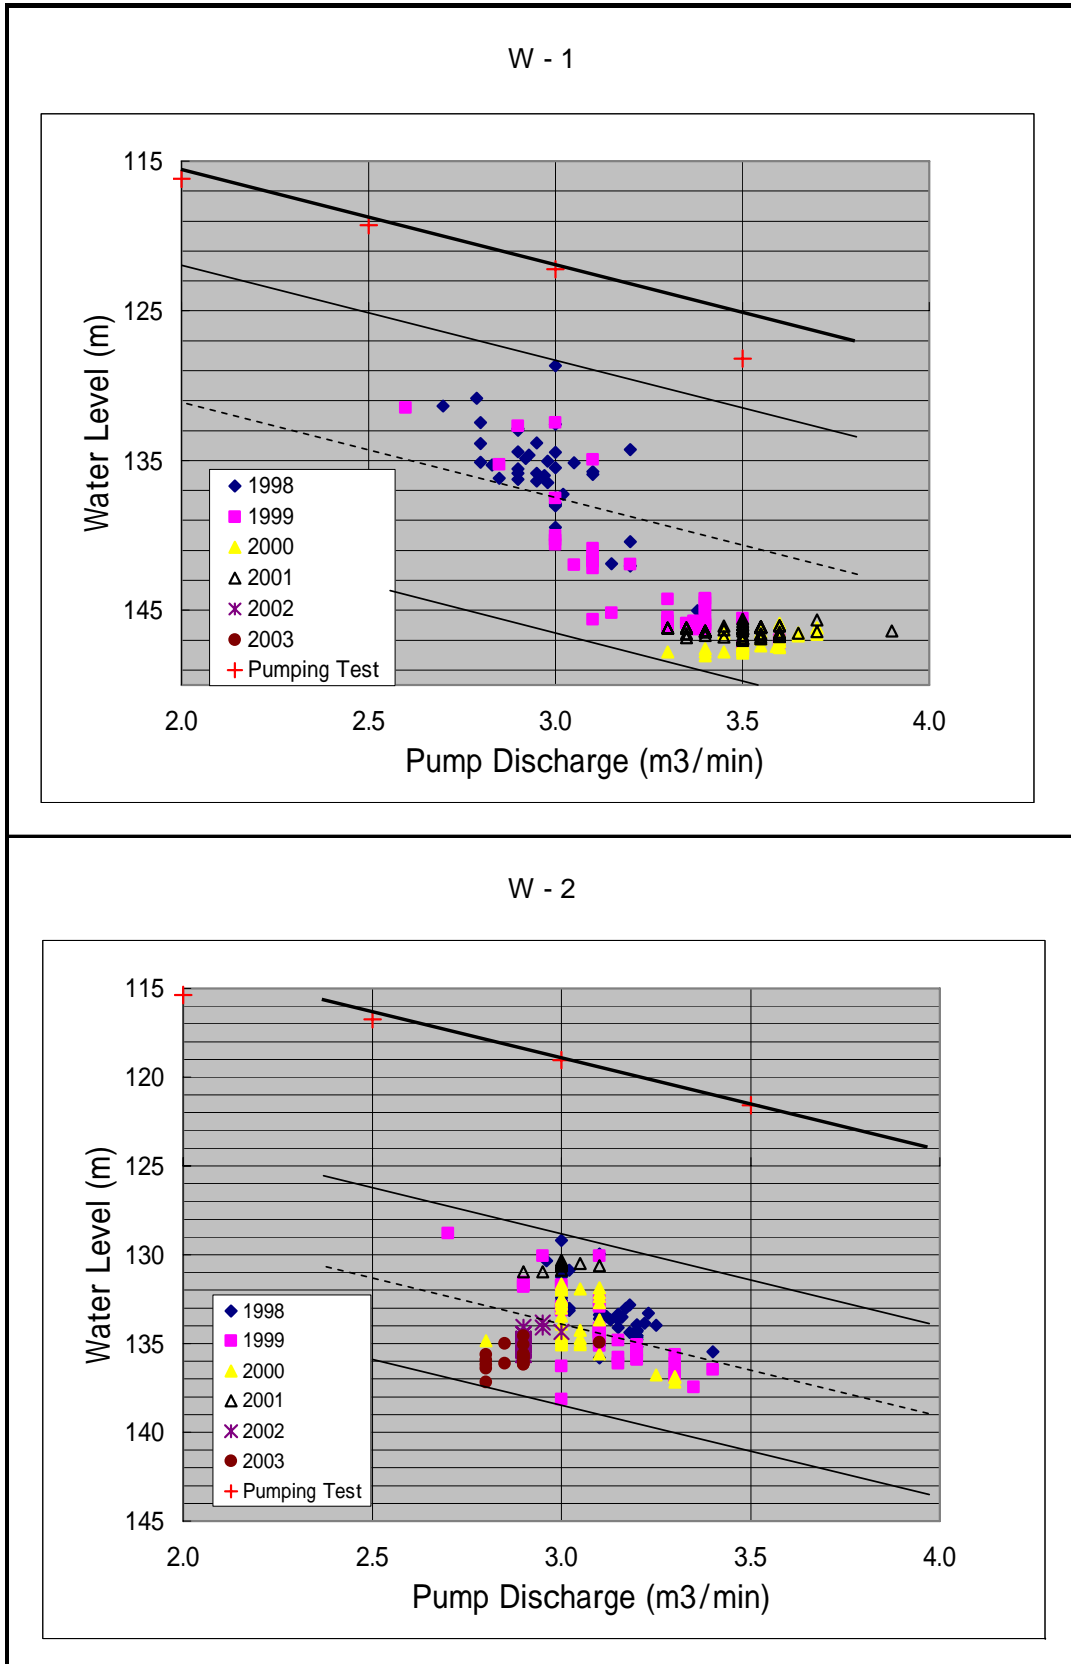 W - 1
115
125
135
145
Water Level (m)
1998
1999
2000
2001
2002
2003
Pumping Test
2.0 2.5 3.0 3.5 4.0
Pump Discharge (m3/min)
W - 2
115
120
125
130
135
140
145
Water Level (m)
1998
1999
2000
2001
2002
2003
Pumping Test
2.0 2.5 3.0 3.5 4.0
Pump Discharge (m3/min)